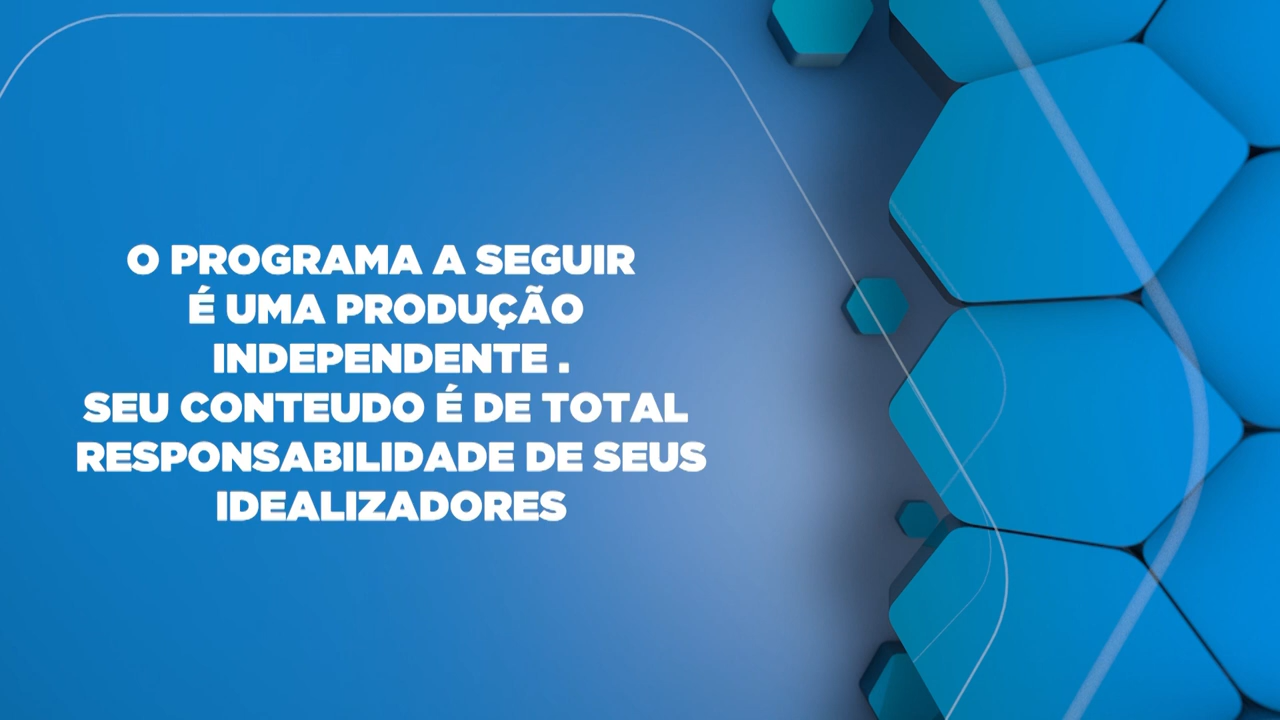 O PROGRAMA A SEGUIR
É UMA PRODUÇÃO
INDEPENDENTE .
SEU CONTEUDO É DE TOTAL
RESPONSABILIDADE DE SEUS
IDEALIZADORES